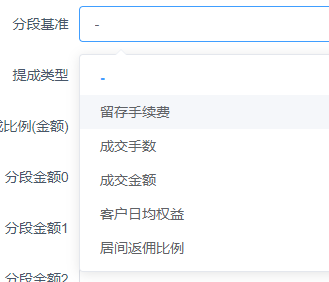 分段基准
-
提成类型
-
留存手续费
比例(金额)
成交手数
成交金额
分段金额0
客户日均权益
分段金额1
居间返佣比例
分段金额2